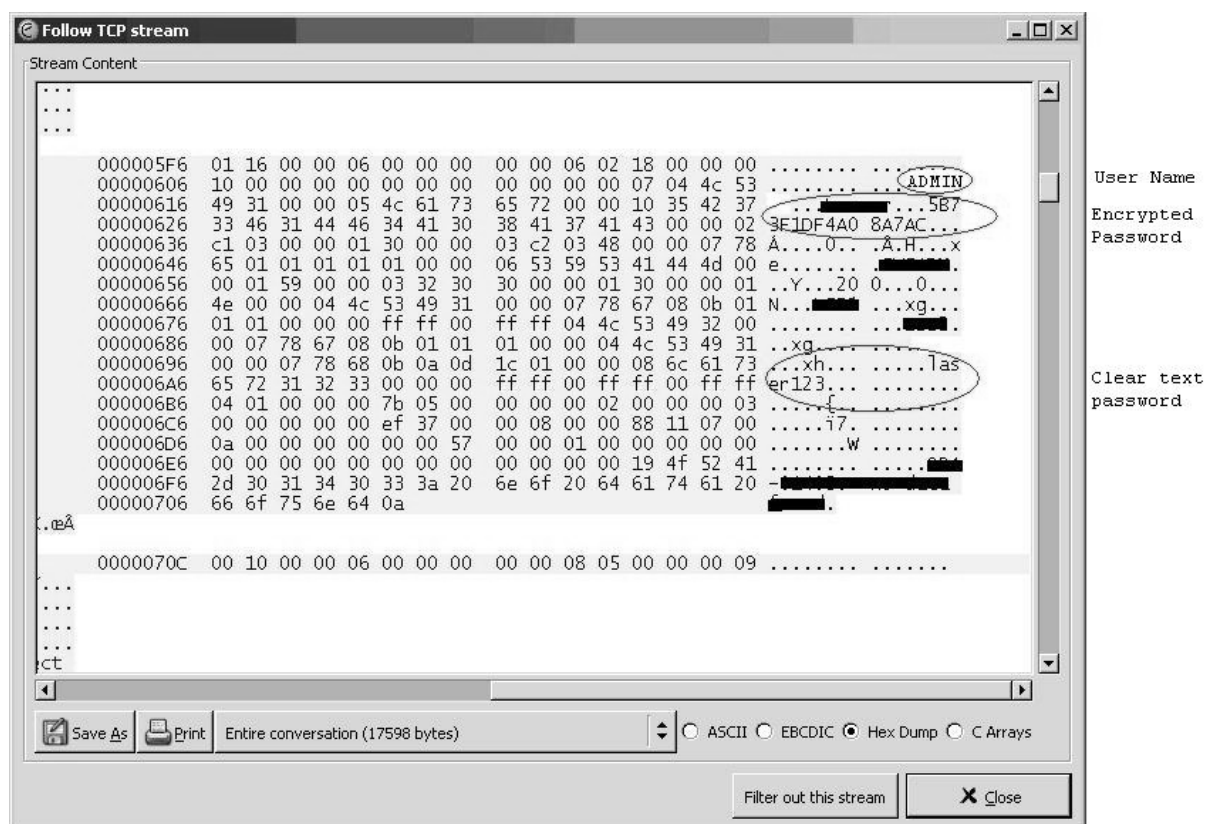 Follow TCP stream
Stream Content
...
...
...
000005F6 01 16 00 00 06 00 00 00 00 00 06 02 18 00 00 00 ........ ........
00000606 10 00 00 00 00 00 00 00 00 00 00 00 07 04 4c 53 ........ ...ADMIN
User Name
00000616 49 31 00 00 05 4c 61 73 65 72 00 00 10 35 42 37 ....5B7
Encrypted
00000626 33 46 31 44 46 34 41 30 38 41 37 41 43 00 00 02 3F1DF4A0 8A7AC...
Password
00000636 c1 03 00 00 01 30 00 00 03 c2 03 48 00 00 07 78 Á....0.. .Â.H...x
00000646 65 01 01 01 01 01 00 00 06 53 59 53 41 44 4d 00 e....... .
00000656 00 01 59 00 00 03 32 30 30 00 00 01 30 00 00 01 ..Y...20 0...0...
00000666 4e 00 00 04 4c 53 49 31 00 00 07 78 67 08 0b 01 N... ...xg...
00000676 01 01 00 00 00 ff ff 00 ff ff 04 4c 53 49 32 00 ........ ... .
00000686 00 07 78 67 08 0b 01 01 01 00 00 04 4c 53 49 31 ..xg.... ........
00000696 00 00 07 78 68 0b 0a 0d 1c 01 00 00 08 6c 61 73 ...xh... .....las
000006A6 65 72 31 32 33 00 00 00 ff ff 00 ff ff 00 ff ff er123... ........
Clear text
000006B6 04 01 00 00 00 7b 05 00 00 00 00 02 00 00 00 03 .....{.. ........
password
000006C6 00 00 00 00 00 ef 37 00 00 08 00 00 88 11 07 00 .....ï7. ........
000006D6 0a 00 00 00 00 00 00 57 00 00 01 00 00 00 00 00 .......W ........
000006E6 00 00 00 00 00 00 00 00 00 00 00 00 19 4f 52 41 ........ .....
000006F6 2d 30 31 34 30 33 3a 20 6e 6f 20 64 61 74 61 20 -
00000706 66 6f 75 6e 64 0a .
.œÂ
0000070C 00 10 00 00 06 00 00 00 00 00 08 05 00 00 00 09 ........ .......
...
...
...
...
ct
Save As Print Entire conversation (17598 bytes) ASCII EBCDIC Hex Dump C Arrays
Filter out this stream Close